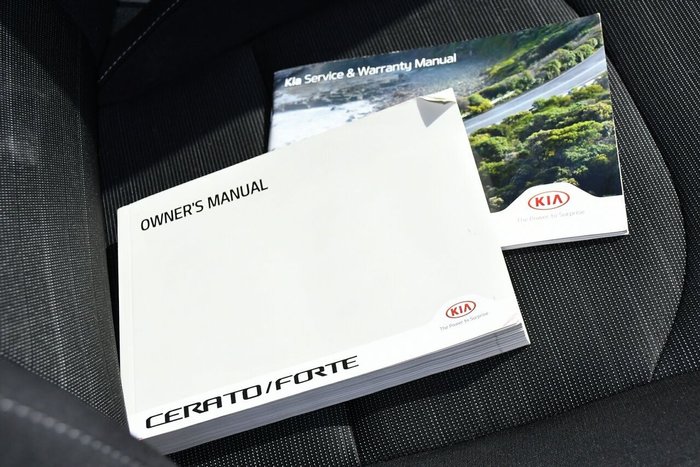 Kia Service & Warranty Manual
KIA
The Power to Surprise
OWNER'S MANUAL
KIA
The Power to Surprise
CERATO/FORTE